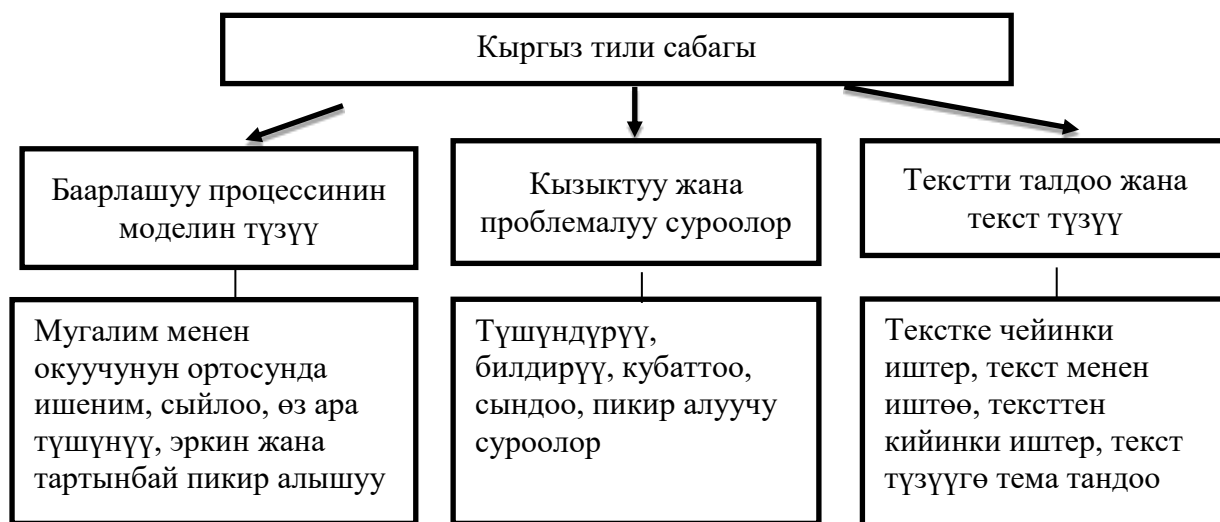 Кыргыз тили сабагы
Баарлашуу процессинин
моделин түзүү
Кызыктуу жана
проблемалуу суроолор
Текстти талдоо жана
текст түзүү
Мугалим менен
окуучунун ортосунда
ишеним, сыйлоо, өз ара
түшүнүү, эркин жана
тартынбай пикир алышуу
Түшүндүрүү,
билдирүү, кубаттоо,
сындоо, пикир алуучу
суроолор
Текстке чейинки
иштер, текст менен
иштөө, тексттен
кийинки иштер, текст
түзүүгө тема тандоо